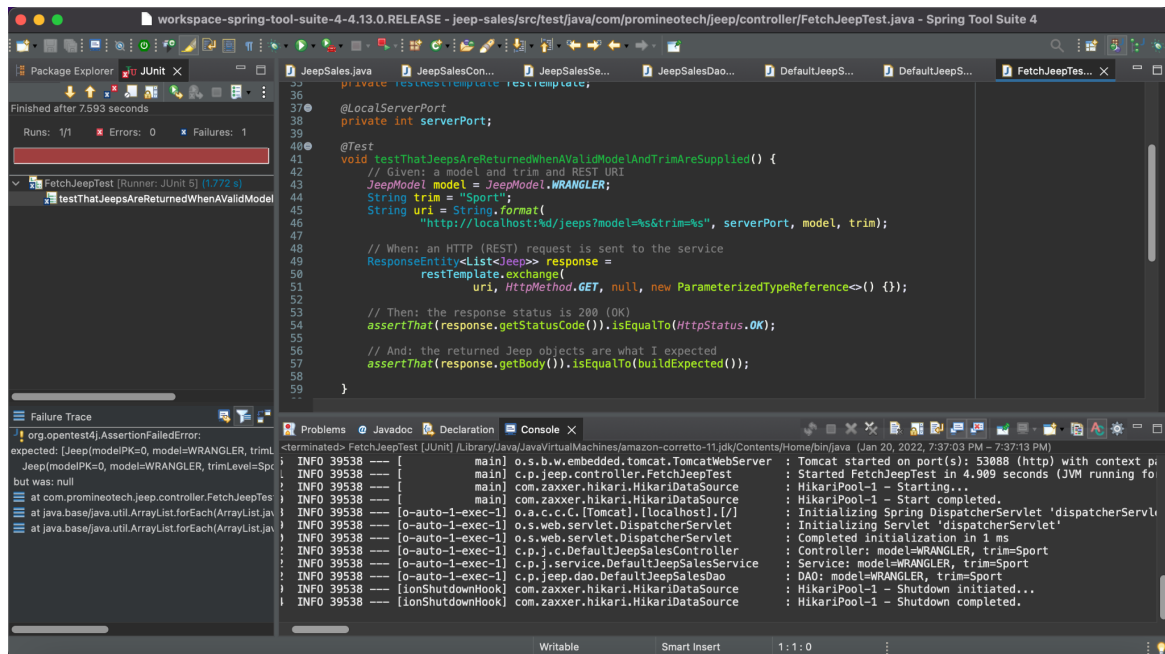 workspace-spring-tool-suite-4-4.13.0.RELEASE - jeep-sales/src/test/java/com/promineotech/jeep/controller/FetchJeepTest.java - Spring Tool Suite 4
Package Explorer
JUnit
Finished after 7.593 seconds
Runs: 1/1 Errors: 0 Failures: 1
FetchJeepTest [Runner: JUnit 5] (1.772 s)
testThatJeepsAreReturnedWhenAValidModel
Failure Trace
org.opentest4j.AssertionFailedError:
expected: [Jeep(modelPK=0, model=WRANGLER, trimL
Jeep(modelPK=0, model=WRANGLER, trimLevel=Spo
but was: null
at com.promineotech.jeep.controller.FetchJeepTes
at java.base/java.util.ArrayList.forEach(ArrayList.jav
at java.base/java.util.ArrayList.forEach(ArrayList.jav
JeepSales.java JeepSalesCon... JeepSalesSe... JeepSalesDao... DefaultJeepS... DefaultJeepS... FetchJeepTes...
35 private TestRestTemplate restTemplate;
36
37 @LocalServerPort
38 private int serverPort;
39
40 @Test
41 void testThatJeepsAreReturnedWhenAValidModelAndTrimAreSupplied() {
42 // Given: a model and trim and REST URI
43 JeepModel model = JeepModel.WRANGLER;
44 String trim = "Sport";
45 String uri = String.format(
46 "http://localhost:%d/jeeps?model=%s&trim=%s", serverPort, model, trim);
47
48 // When: an HTTP (REST) request is sent to the service
49 ResponseEntity<List<Jeep>> response =
50 restTemplate.exchange(
51 uri, HttpMethod.GET, null, new ParameterizedTypeReference<>() {});
52
53 // Then: the response status is 200 (OK)
54 assertThat(response.getStatusCode()).isEqualTo(HttpStatus.OK);
55
56 // And: the returned Jeep objects are what I expected
57 assertThat(response.getBody()).isEqualTo(buildExpected());
58
59 }
Problems Javadoc Declaration Console
<terminated> FetchJeepTest [JUnit] /Library/Java/JavaVirtualMachines/amazon-corretto-11.jdk/Contents/Home/bin/java (Jan 20, 2022, 7:37:03 PM – 7:37:13 PM)
INFO 39538 --- [ main] o.s.b.w.embedded.tomcat.TomcatWebServer : Tomcat started on port(s): 53088 (http) with context pa
INFO 39538 --- [ main] c.p.jeep.controller.FetchJeepTest : Started FetchJeepTest in 4.909 seconds (JVM running fo
INFO 39538 --- [ main] com.zaxxer.hikari.HikariDataSource : HikariPool-1 - Starting...
INFO 39538 --- [ main] com.zaxxer.hikari.HikariDataSource : HikariPool-1 - Start completed.
INFO 39538 --- [o-auto-1-exec-1] o.a.c.c.C.[Tomcat].[localhost].[/] : Initializing Spring DispatcherServlet 'dispatcherServle
INFO 39538 --- [o-auto-1-exec-1] o.s.web.servlet.DispatcherServlet : Initializing Servlet 'dispatcherServlet'
INFO 39538 --- [o-auto-1-exec-1] o.s.web.servlet.DispatcherServlet : Completed initialization in 1 ms
INFO 39538 --- [o-auto-1-exec-1] c.p.j.c.DefaultJeepSalesController : Controller: model=WRANGLER, trim=Sport
INFO 39538 --- [o-auto-1-exec-1] c.p.j.service.DefaultJeepSalesService : Service: model=WRANGLER, trim=Sport
INFO 39538 --- [o-auto-1-exec-1] c.p.jeep.dao.DefaultJeepSalesDao : DAO: model=WRANGLER, trim=Sport
INFO 39538 --- [ionShutdownHook] com.zaxxer.hikari.HikariDataSource : HikariPool-1 - Shutdown initiated...
INFO 39538 --- [ionShutdownHook] com.zaxxer.hikari.HikariDataSource : HikariPool-1 - Shutdown completed.
Writable Smart Insert 1 : 1 : 0